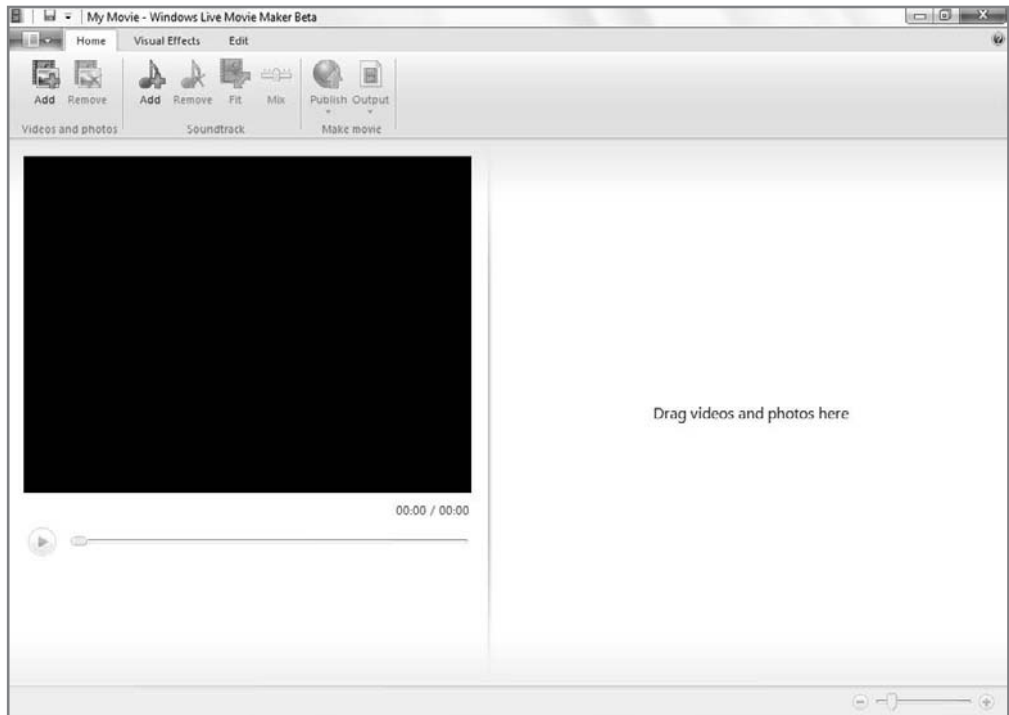 My Movie - Windows Live Movie Maker Beta
Home Visual Effects Edit
Add Remove Add Remove Fit Mix Publish Output
Videos and photos Soundtrack Make movie
Drag videos and photos here
00:00 / 00:00